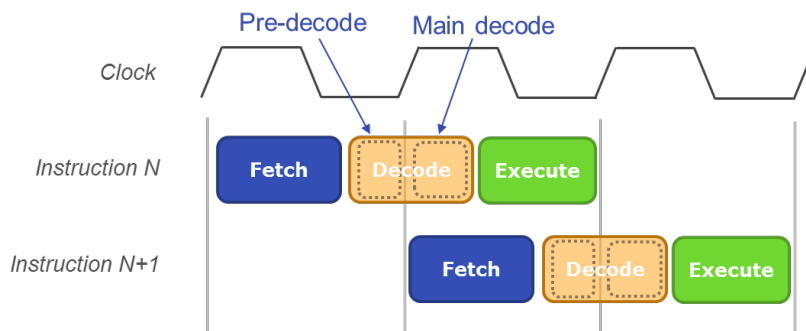 Pre-decode Main decode
Clock
Instruction N Fetch Decode Execute
Instruction N+1 Fetch Decode Execute